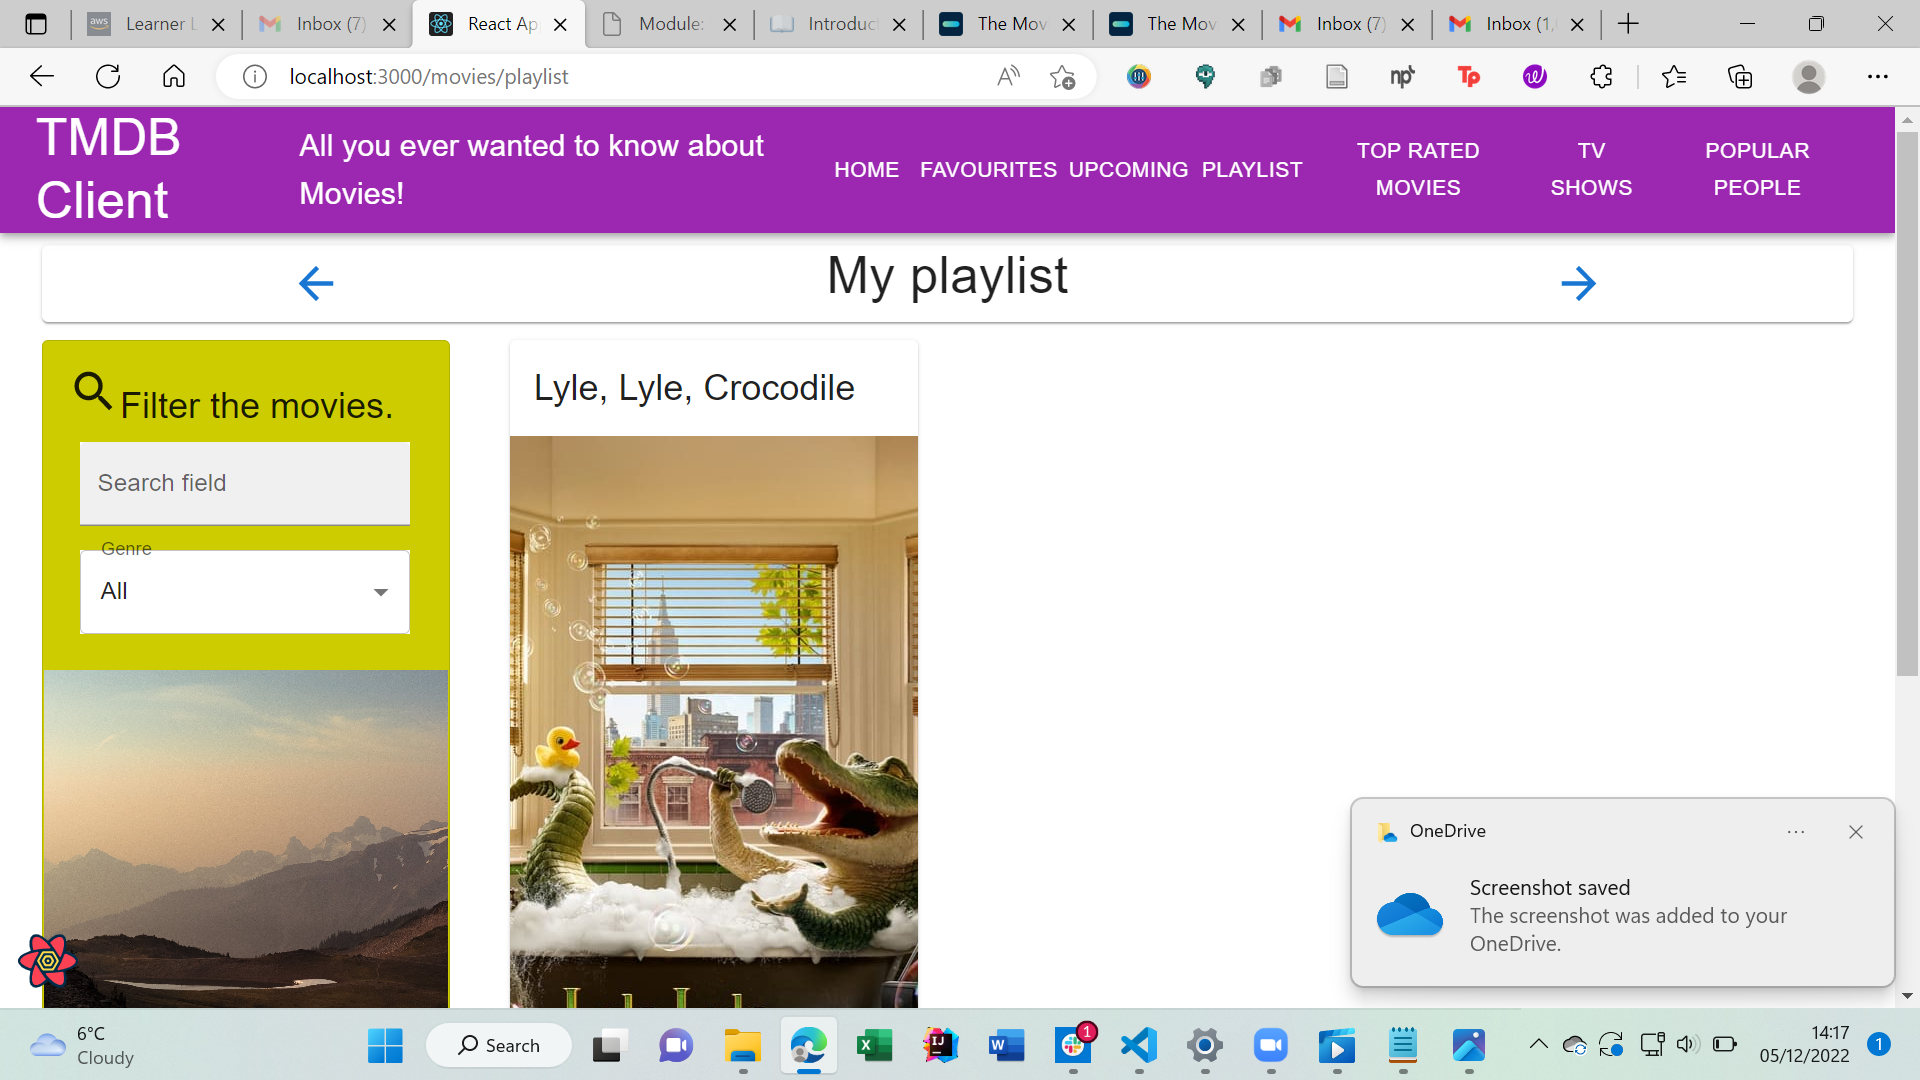 Learner L
Inbox (7)
React Ap
Module:
Introduc
The Mov
The Mov
Inbox (7)
Inbox (1,
localhost:3000/movies/playlist
TMDB
Client
All you ever wanted to know about
Movies!
HOME
FAVOURITES
UPCOMING
PLAYLIST
TOP RATED
MOVIES
TV
SHOWS
POPULAR
PEOPLE
My playlist
Filter the movies.
Search field
Genre
All
Lyle, Lyle, Crocodile
OneDrive
Screenshot saved
The screenshot was added to your
OneDrive.
6°C
Cloudy
Search
1
14:17
05/12/2022
1